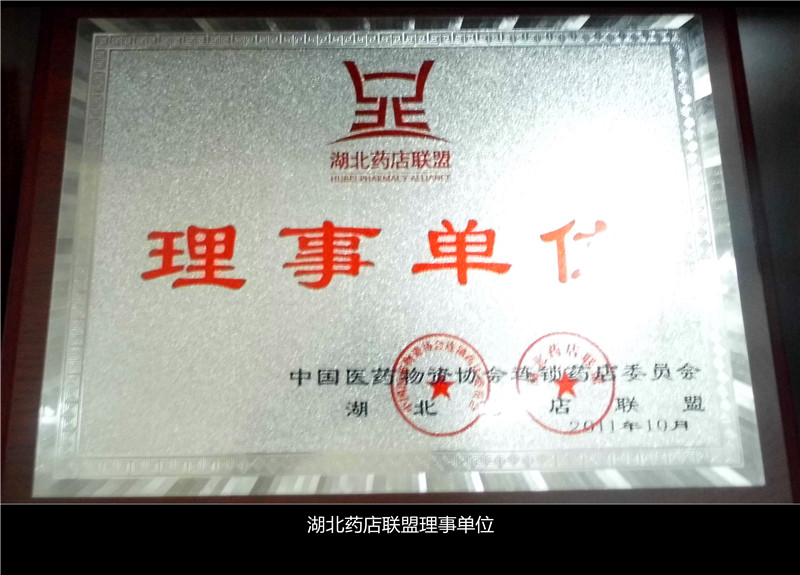 湖北药店联盟
HUBEI PHARMACY ALLIANCE
理事单位
中国医药物资协会连锁药店委员会
湖北 店联盟
2011年10月
湖北药店联盟理事单位